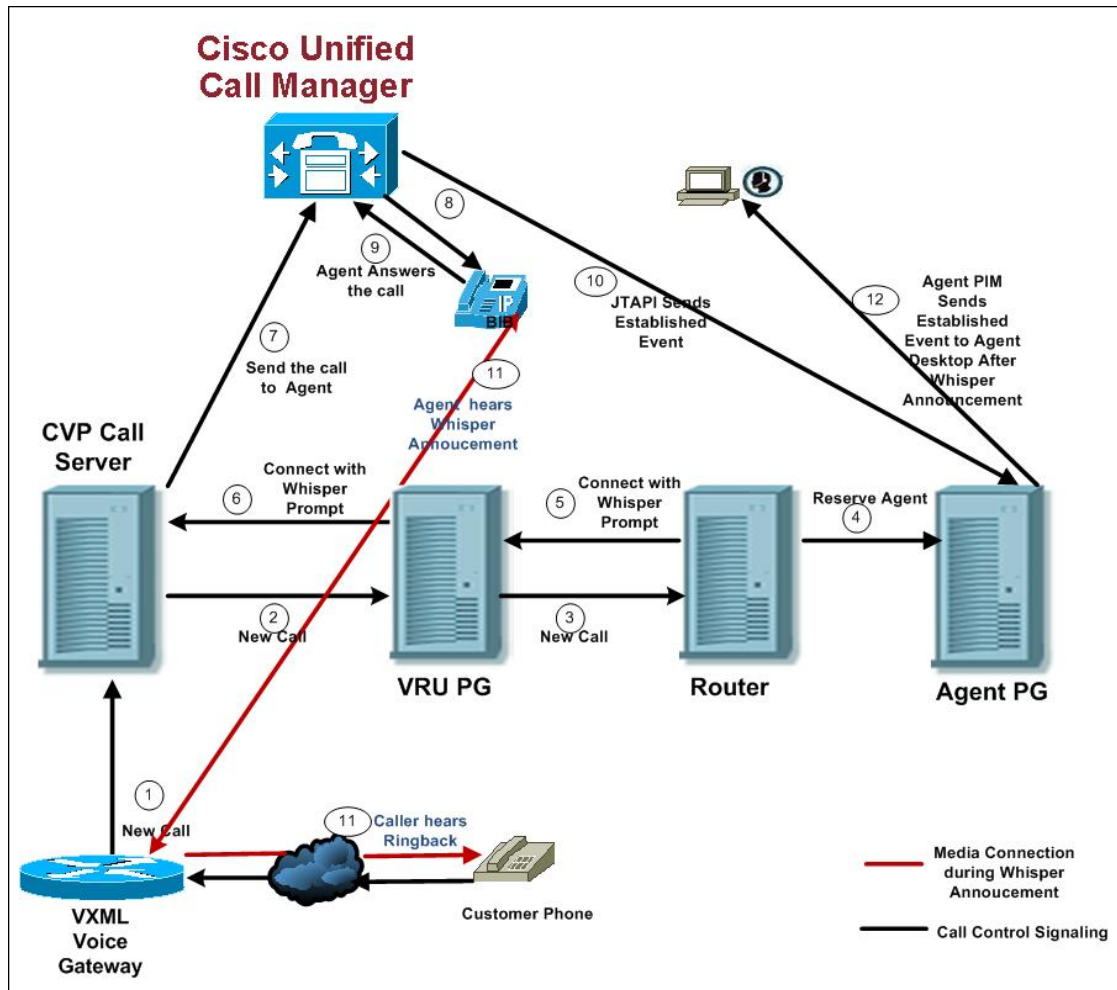 Cisco Unified
Call Manager
8
9
Agent Answers
the call
IP
BIB
10
JTAPI Sends
Established
Event
12
Agent PIM
Sends
Established
Event to Agent
Desktop After
Whisper
Announcement
7
Send the call
to Agent
11
Agent hears
Whisper
Annoucement
CVP Call
Server
6
Connect with
Whisper
Prompt
5
Connect with
Whisper
Prompt
Reserve Agent
4
2
New Call
3
New Call
VRU PG
Router
Agent PG
1
New Call
11
Caller hears
Ringback
VXML
Voice
Gateway
Customer Phone
Media Connection
during Whisper
Annoucement
Call Control Signaling